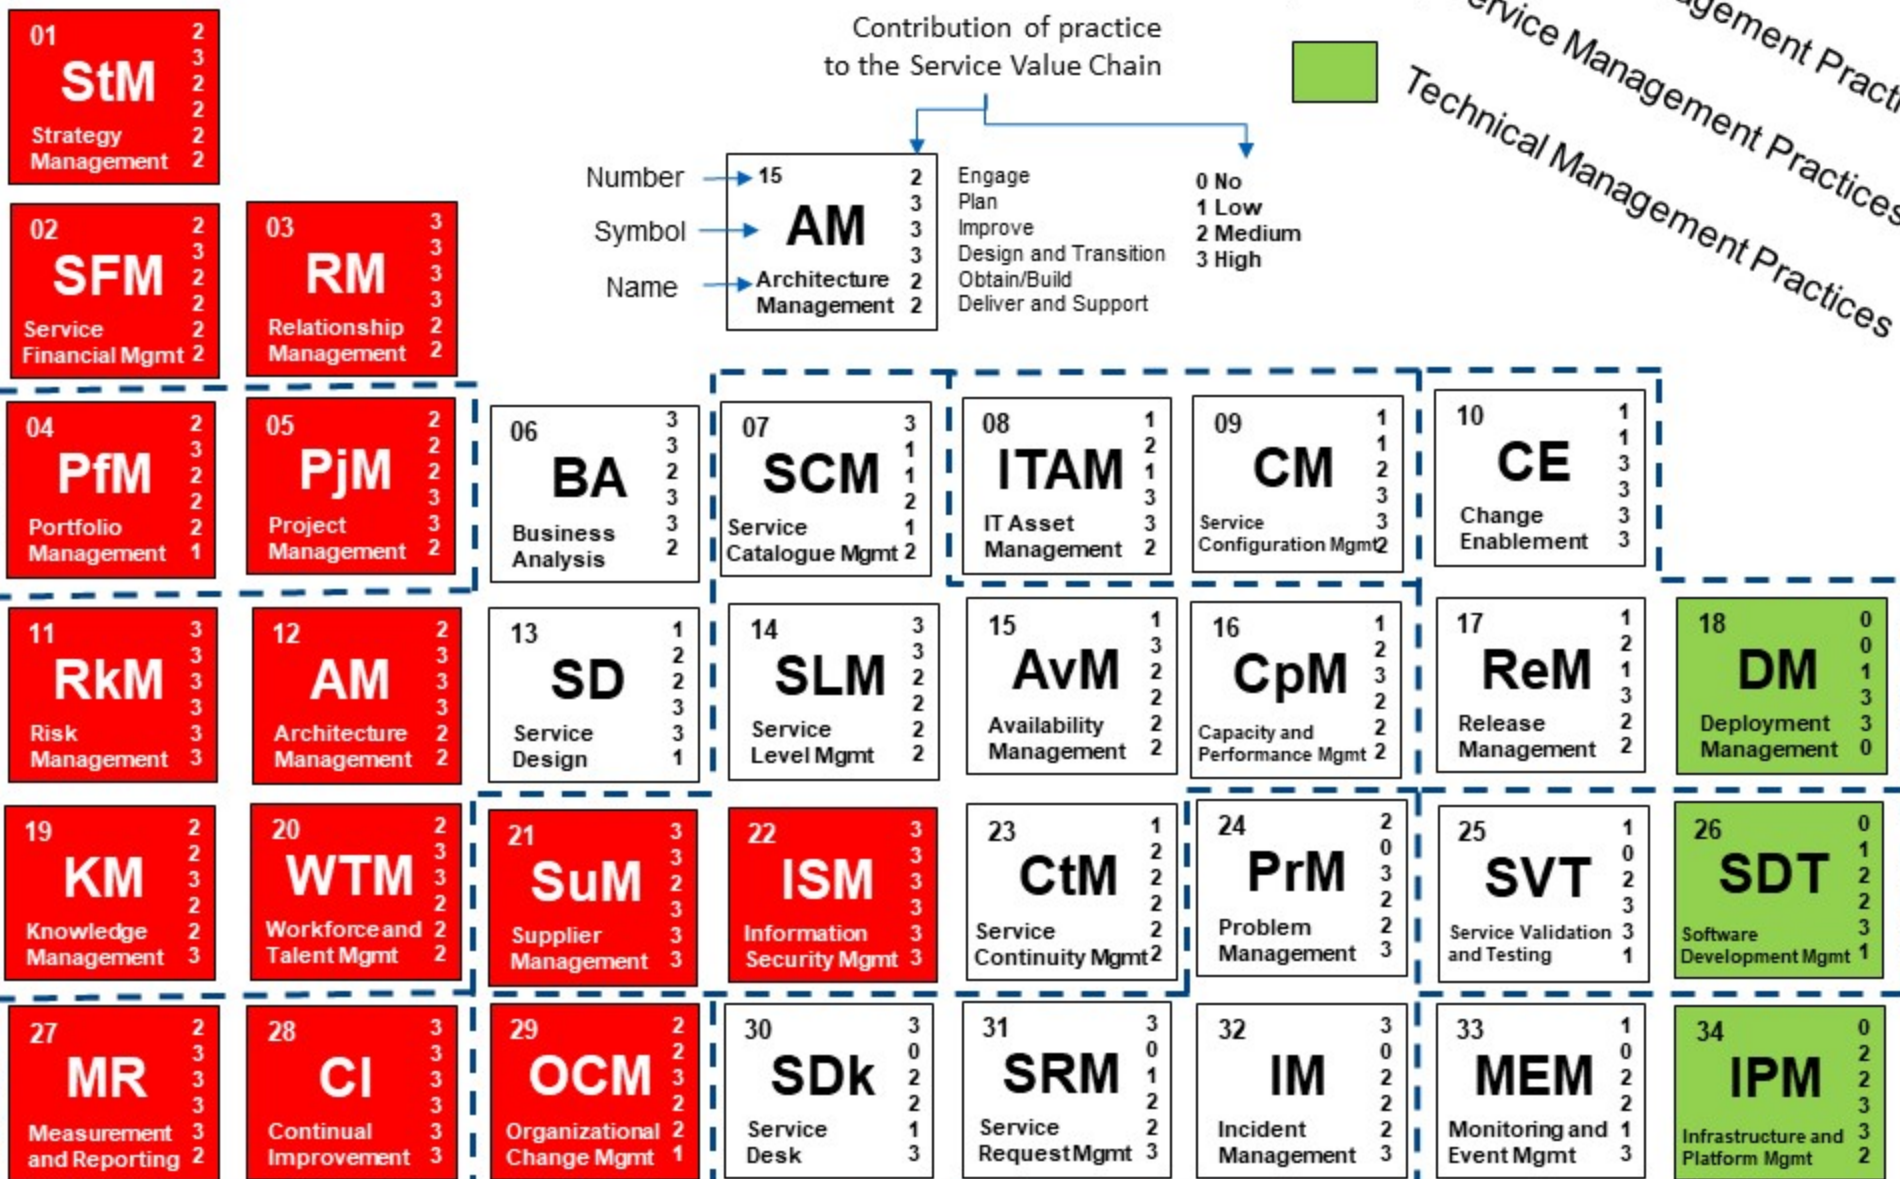 Contribution of practice
to the Service Value Chain
Management Practices
Technical Management Practices
Number
Symbol
Name
15
AM
Architecture
Management
2
3
3
3
2
2
Engage
Plan
Improve
Design and Transition
Obtain/Build
Deliver and Support
0 No
1 Low
2 Medium
3 High
01
StM
Strategy
Management
2
3
2
2
2
2
02
SFM
Service
Financial Mgmt
2
3
2
2
2
2
03
RM
Relationship
Management
3
3
3
3
2
2
04
PfM
Portfolio
Management
2
3
2
2
2
1
05
PjM
Project
Management
2
2
2
3
3
2
06
BA
Business
Analysis
3
3
2
3
3
2
07
SCM
Service
Catalogue Mgmt
3
1
1
2
1
2
08
ITAM
IT Asset
Management
1
2
1
3
3
2
09
CM
Service
Configuration Mgmt
1
1
2
3
3
2
10
CE
Change
Enablement
1
1
3
3
3
3
11
RkM
Risk
Management
3
3
3
3
3
3
12
AM
Architecture
Management
2
3
3
3
2
2
13
SD
Service
Design
1
2
2
3
3
1
14
SLM
Service
Level Mgmt
3
3
2
2
2
2
15
AvM
Availability
Management
1
3
2
2
2
2
16
CpM
Capacity and
Performance Mgmt
1
2
3
2
2
2
17
ReM
Release
Management
1
2
1
3
2
2
18
DM
Deployment
Management
0
0
1
3
3
0
19
KM
Knowledge
Management
2
2
3
2
2
3
20
WTM
Workforce and
Talent Mgmt
2
3
3
2
2
2
21
SuM
Supplier
Management
3
3
2
3
3
3
22
ISM
Information
Security Mgmt
3
3
3
3
3
3
23
CtM
Service
Continuity Mgmt
1
2
2
2
2
2
24
PrM
Problem
Management
2
0
3
2
2
3
25
SVT
Service Validation
and Testing
1
0
2
3
3
1
26
SDT
Software
Development Mgmt
0
1
2
2
3
1
27
MR
Measurement
and Reporting
2
3
3
3
3
2
28
CI
Continual
Improvement
3
3
3
3
3
3
29
OCM
Organizational
Change Mgmt
2
2
3
2
2
1
30
SDk
Service
Desk
3
0
2
2
1
3
31
SRM
Service
Request Mgmt
3
0
1
2
2
3
32
IM
Incident
Management
3
0
2
2
2
3
33
MEM
Monitoring and
Event Mgmt
1
0
2
2
1
3
34
IPM
Infrastructure and
Platform Mgmt
0
2
2
3
3
2